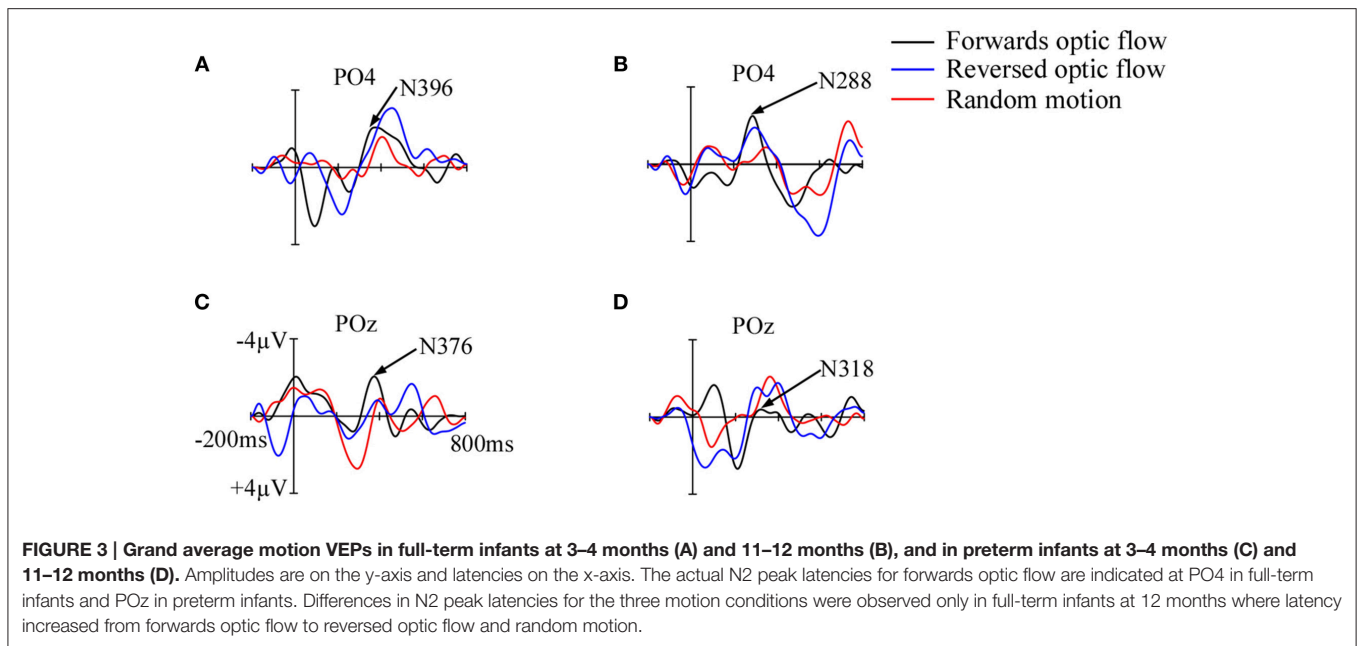 Forwards optic flow
Reversed optic flow
Random motion
A
PO4
N396
B
PO4
N288
C
POz
-4µV
N376
-200ms
800ms
+4µV
D
POz
N318
FIGURE 3 | Grand average motion VEPs in full-term infants at 3–4 months (A) and 11–12 months (B), and in preterm infants at 3–4 months (C) and
11–12 months (D). Amplitudes are on the y-axis and latencies on the x-axis. The actual N2 peak latencies for forwards optic flow are indicated at PO4 in full-term
infants and POz in preterm infants. Differences in N2 peak latencies for the three motion conditions were observed only in full-term infants at 12 months where latency
increased from forwards optic flow to reversed optic flow and random motion.